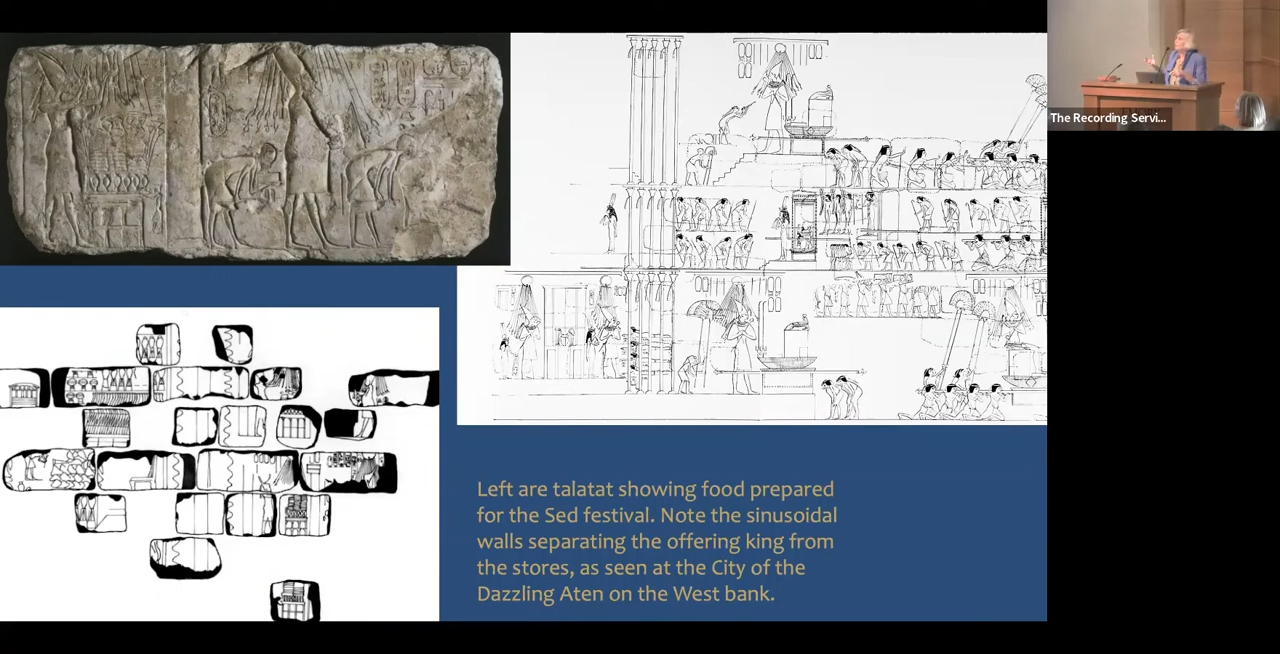 The Recording Servi...
Left are talatat showing food prepared
for the Sed festival. Note the sinusoidal
walls separating the offering king from
the stores, as seen at the City of the
Dazzling Aten on the West bank.